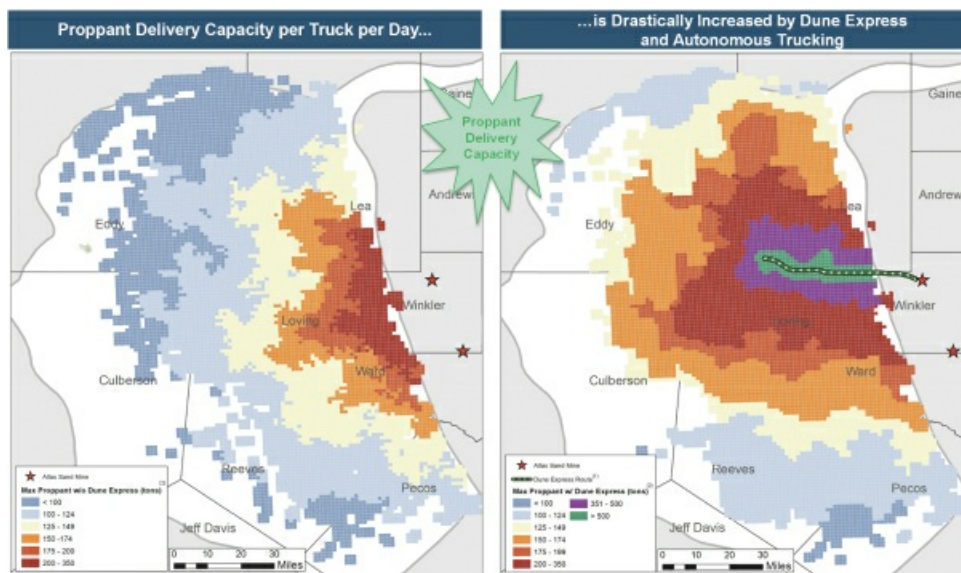 Proppant Delivery Capacity per Truck per Day...
...is Drastically Increased by Dune Express
and Autonomous Trucking
Proppant
Delivery
Capacity
Gaine
Andrews
Lea
Eddy
Winkler
Loving
Ward
Culberson
Reeves
Pecos
Jeff Davis
Atlas Sand Mine
Max Proppant w/o Dune Express (tons)
< 100
100 - 124
125 - 149
150 -174
175 - 200
200 - 350
0 10 20 30
Miles
Gaine
Andrew
Lea
Eddy
Winkler
Loving
Ward
Culberson
Reeves
Pecos
Jeff Davis
Atlas Sand Mine
Dune Express Route
Max Proppant w/ Dune Express (tons)
< 100
100 - 124
125 - 149
150 - 174
175 - 199
200 - 350
351 - 500
> 500
0 10 20 30
Miles